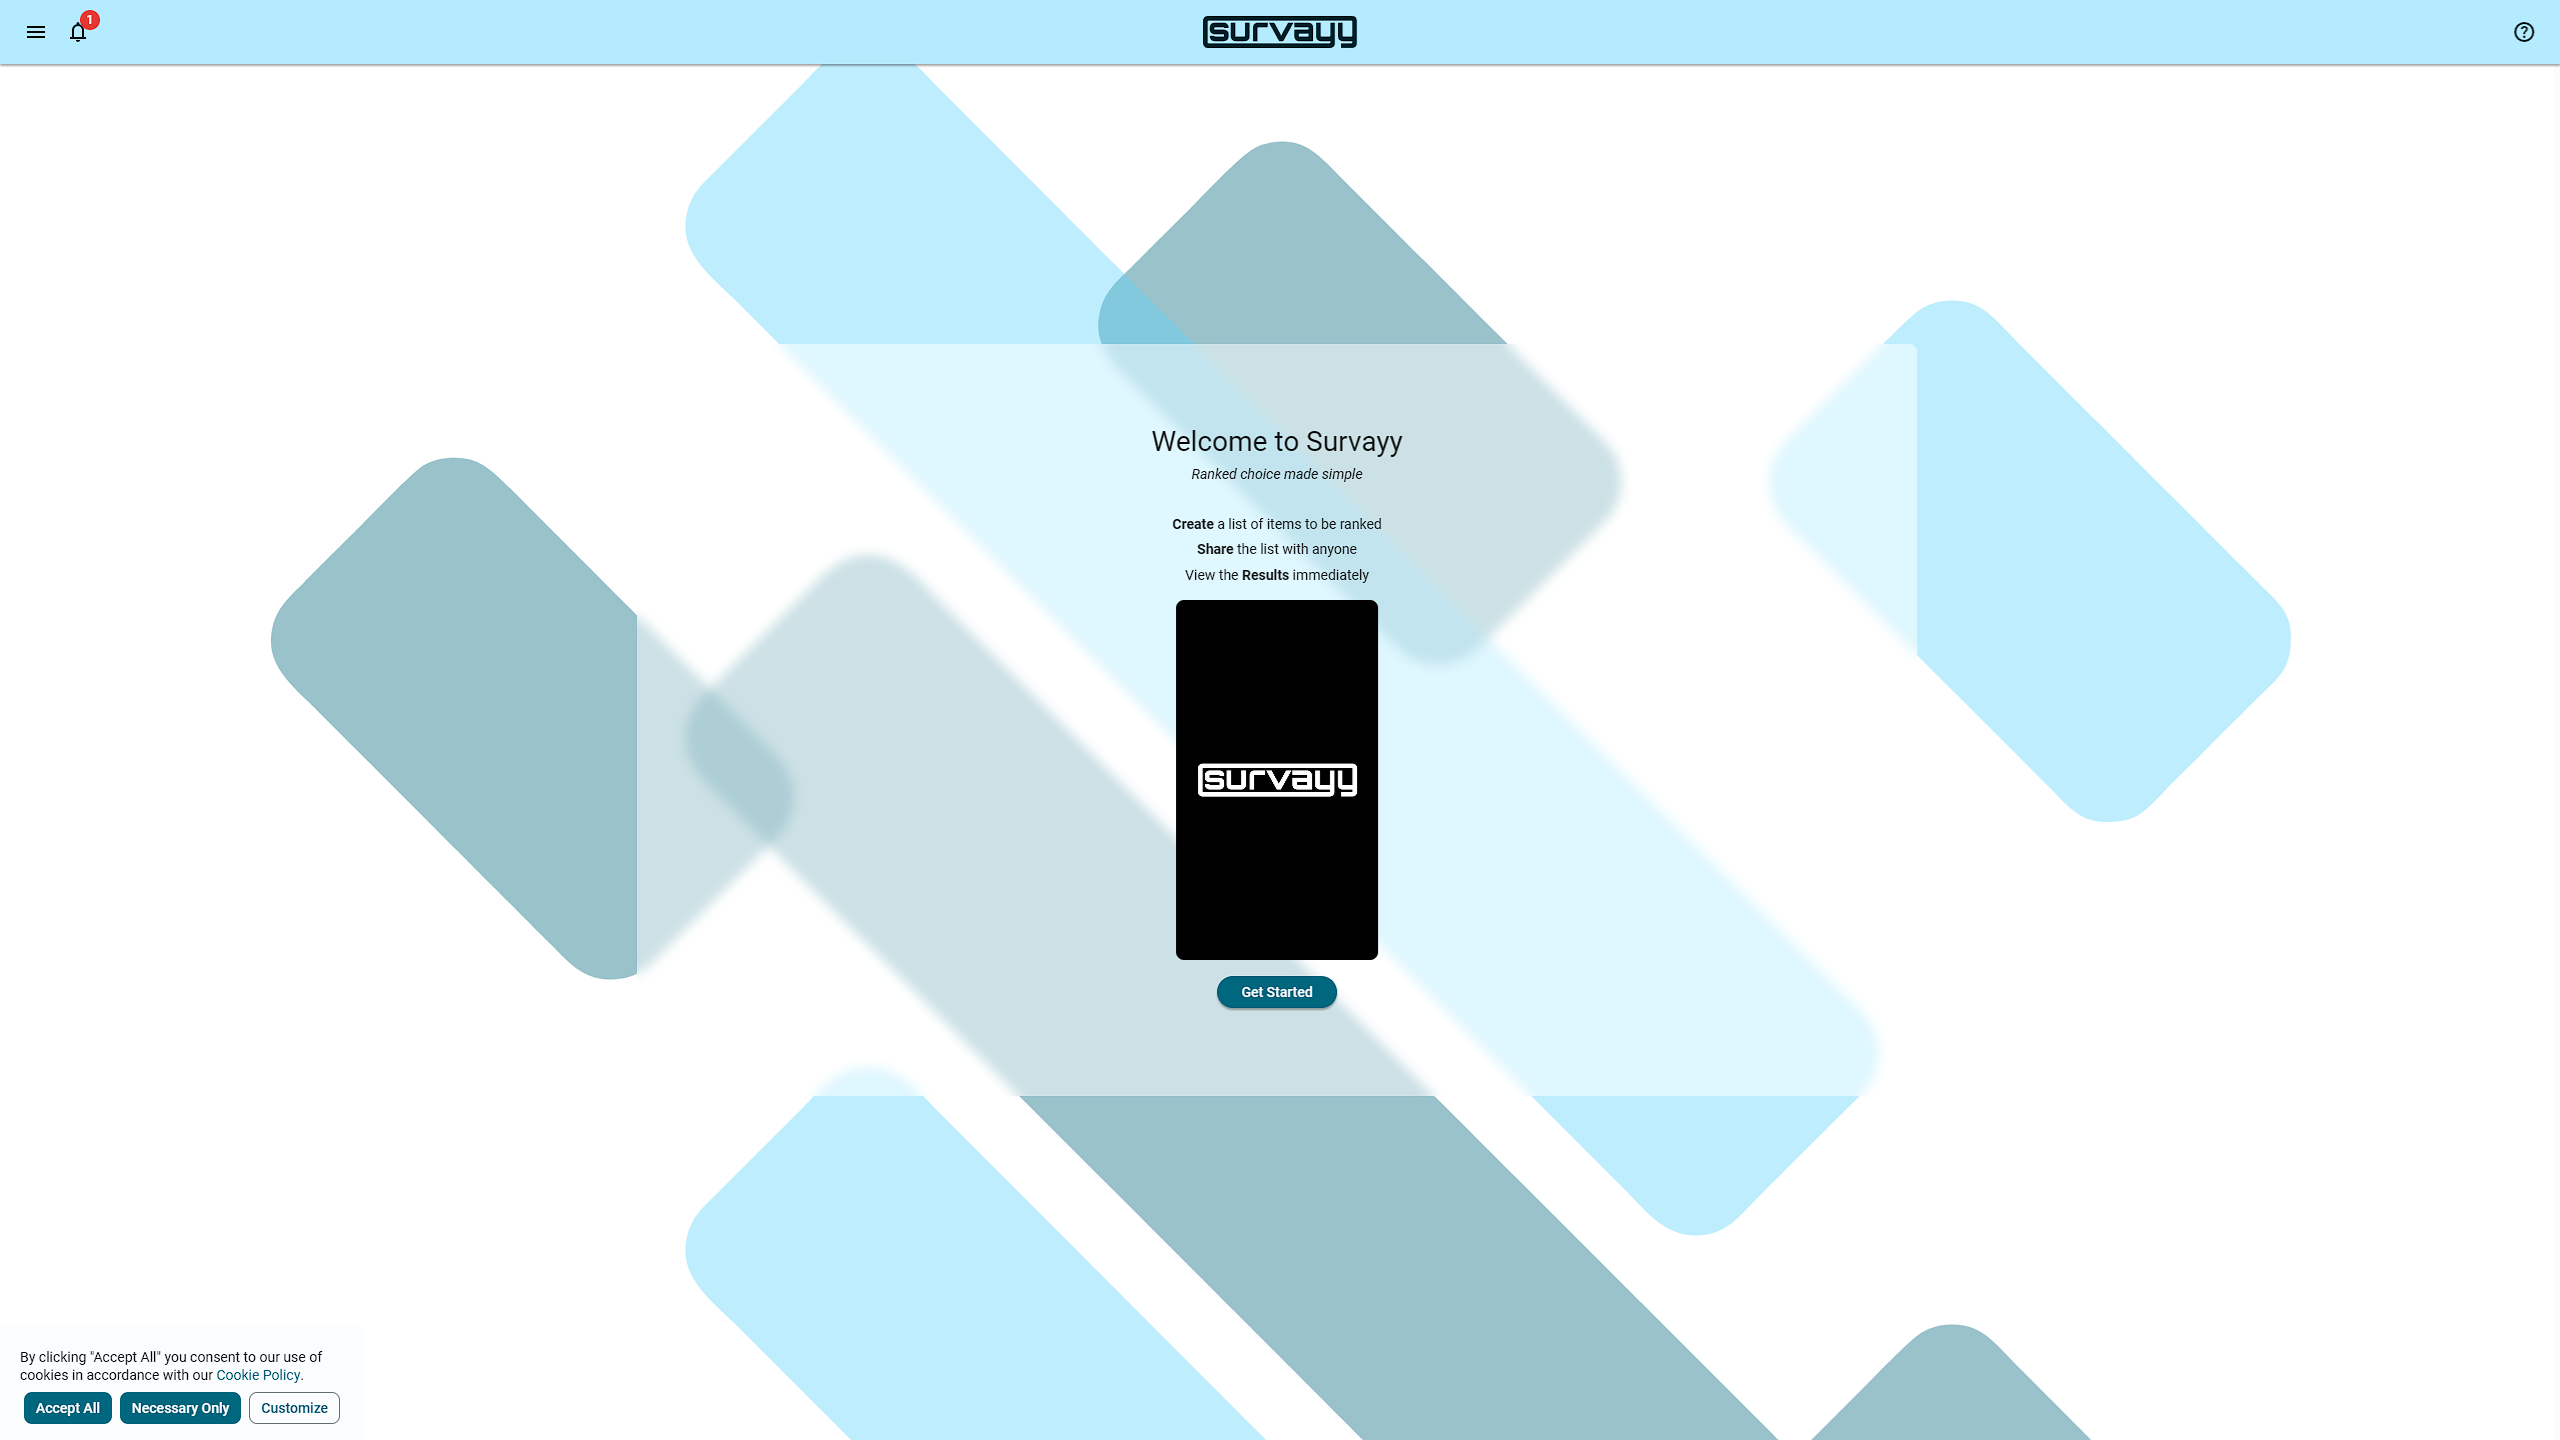 1
survayy
Welcome to Survayy
Ranked choice made simple
Create a list of items to be ranked
Share the list with anyone
View the Results immediately
survayy
Get Started
By clicking "Accept All" you consent to our use of
cookies in accordance with our Cookie Policy.
Accept All
Necessary Only
Customize